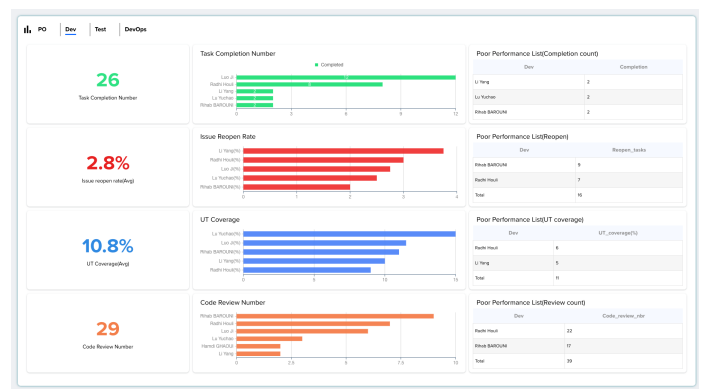 PO Dev Test DevOps
26
Task Completion Number
Task Completion Number
Completed
Luo Ji 12
Radhi Houli 8
Li Yang 2
Lu Yuchao 2
Rihab BAROUNI 2
0 3 6 9 12
Poor Performance List(Completion count)
Dev Completion
Li Yang 2
Lu Yuchao 2
Rihab BAROUNI 2
2.8%
Issue reopen rate(Avg)
Issue Reopen Rate
Li Yang(%)
Radhi Houli(%)
Luo Ji(%)
Lu Yuchao(%)
Rihab BAROUNI(%)
0 1 2 3 4
Poor Performance List(Reopen)
Dev Reopen_tasks
Rihab BAROUNI 9
Radhi Houli 7
Total 16
10.8%
UT Coverage(Avg)
UT Coverage
Lu Yuchao(%)
Luo Ji(%)
Rihab BAROUNI(%)
Li Yang(%)
Radhi Houli(%)
0 5 10 15
Poor Performance List(UT coverage)
Dev UT_coverage(%)
Radhi Houli 6
Li Yang 5
Total 11
29
Code Review Number
Code Review Number
Rihab BAROUNI
Radhi Houli
Luo Ji
Lu Yuchao
Hamdi GHAOUI
Li Yang
0 2.5 5 7.5 10
Poor Performance List(Review count)
Dev Code_review_nbr
Radhi Houli 22
Rihab BAROUNI 17
Total 39